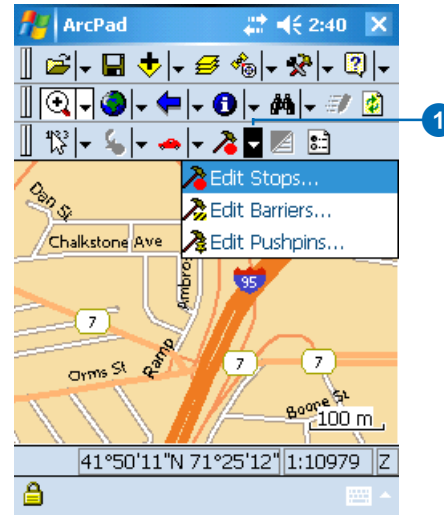 ArcPad 2:40
1
Edit Stops...
Edit Barriers...
Edit Pushpins...
Dan St
Chalkstone Ave
Ambros
95
7
Ramp
Orms St
7
7
Boone St
100 m
41°50'11"N 71°25'12" 1:10979 Z